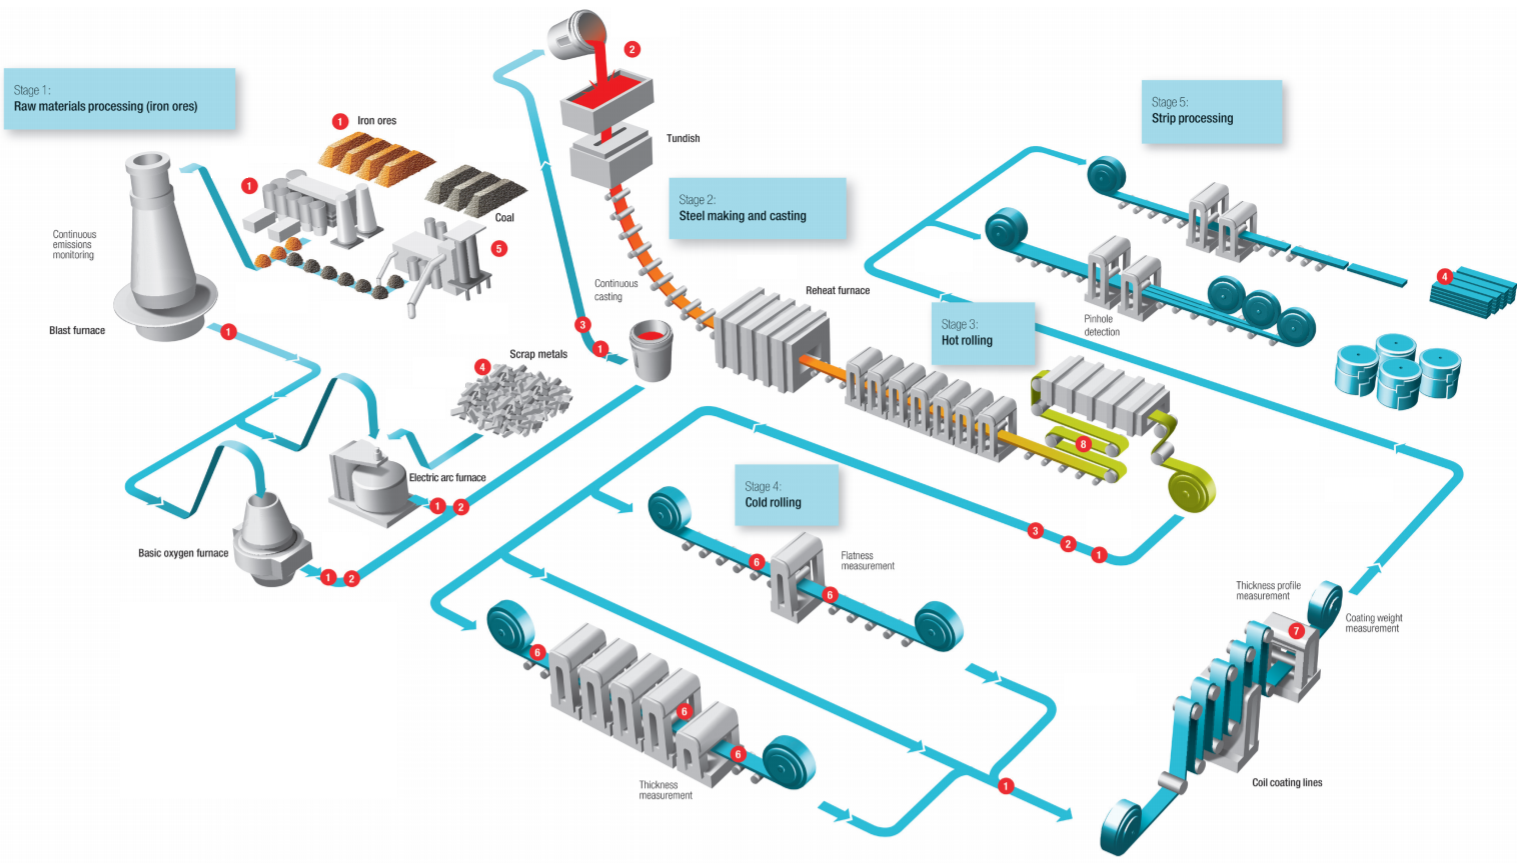 Stage 1:
Raw materials processing (iron ores)
1
Iron ores
1
Coal
5
Continuous
emissions
monitoring
Blast furnace
1
4
Scrap metals
Electric arc furnace
1
2
Basic oxygen furnace
1
2
2
Tundish
Stage 2:
Steel making and casting
Continuous
casting
3
1
Reheat furnace
Stage 3:
Hot rolling
8
3
2
1
Stage 4:
Cold rolling
6
Flatness
measurement
6
6
6
6
Thickness
measurement
1
Thickness profile
measurement
7
Coating weight
measurement
Coil coating lines
Stage 5:
Strip processing
4
Pinhole
detection